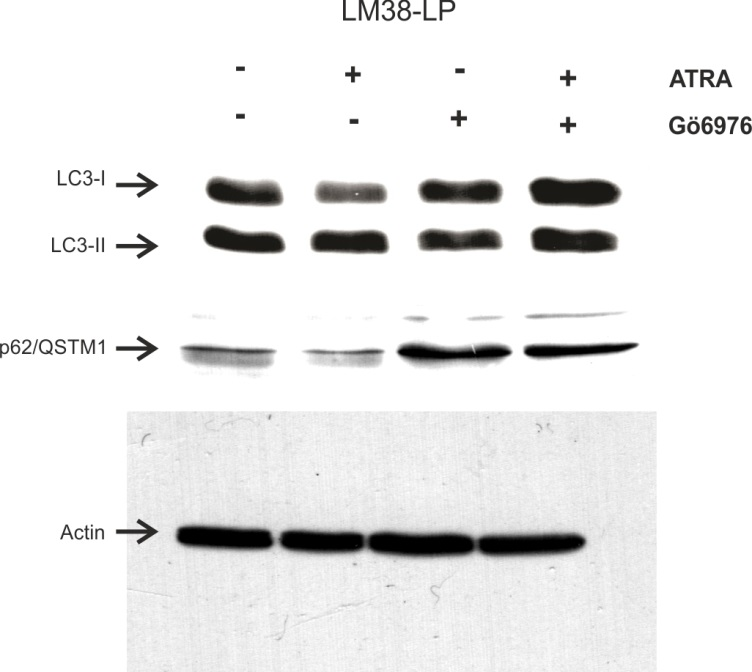 LM38-LP
- + - + ATRA
- - + + Gö6976
LC3-I
LC3-II
p62/QSTM1
Actin